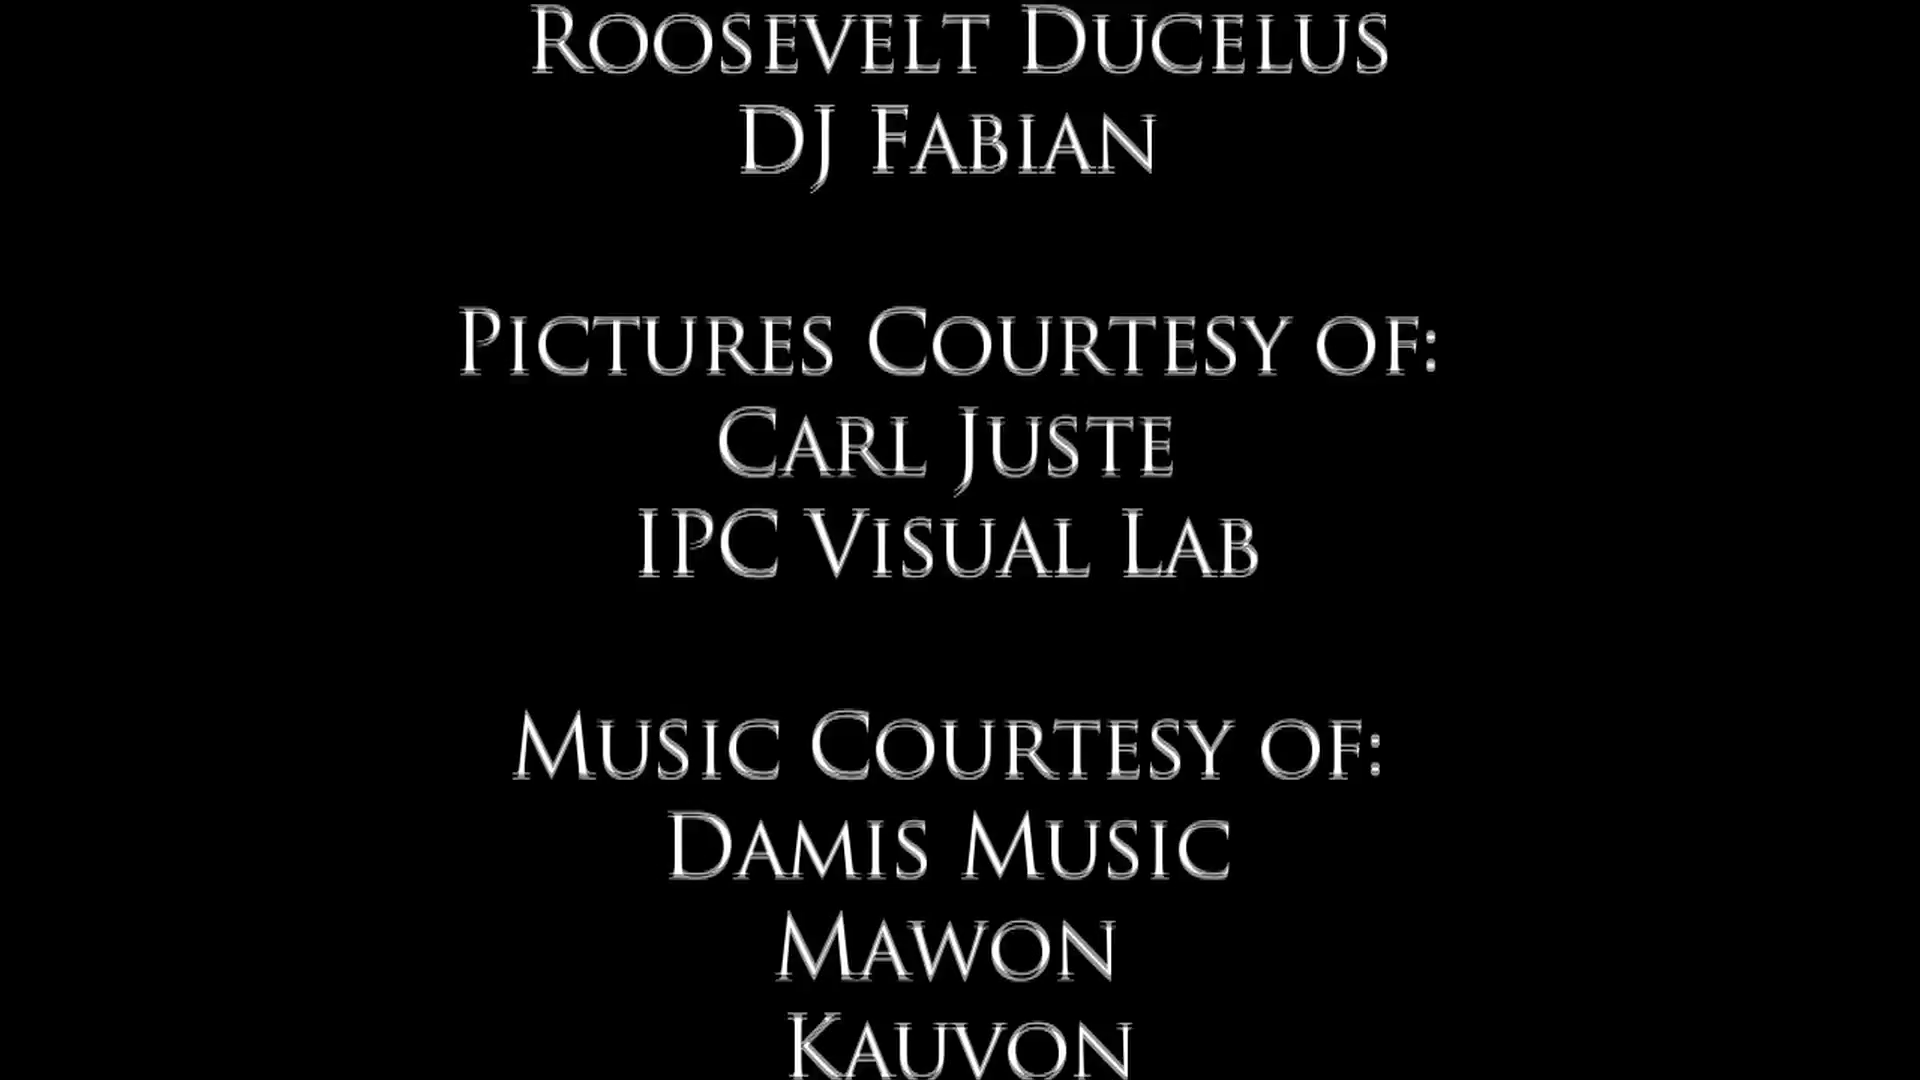 Roosevelt Ducelus
DJ Fabian
Pictures Courtesy of:
Carl Juste
IPC Visual Lab
Music Courtesy of:
Damis Music
Mawon
Kauvon